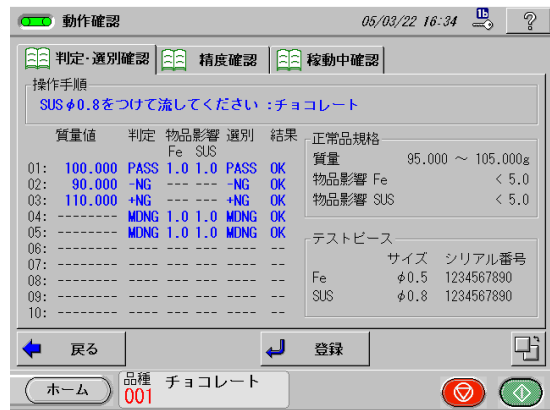 動作確認 05/03/22 16:34 1b ?
判定・選別確認 精度確認 稼動中確認
操作手順
SUSφ0.8をつけて流してください :チョコレート
質量値 判定 物品影響 選別 結果
Fe SUS
01: 100.000 PASS 1.0 1.0 PASS OK
02: 90.000 -NG --- --- -NG OK
03: 110.000 +NG --- --- +NG OK
04: -------- MDNG 1.0 1.0 MDNG OK
05: -------- MDNG 1.0 1.0 MDNG OK
06: -------- ---- --- --- ---- --
07: -------- ---- --- --- ---- --
08: -------- ---- --- --- ---- --
09: -------- ---- --- --- ---- --
10: -------- ---- --- --- ---- --
正常品規格
質量 95.000 ～ 105.000g
物品影響 Fe < 5.0
物品影響 SUS < 5.0
テストピース
サイズ シリアル番号
Fe φ0.5 1234567890
SUS φ0.8 1234567890
戻る 登録
ホーム 品種 チョコレート
001